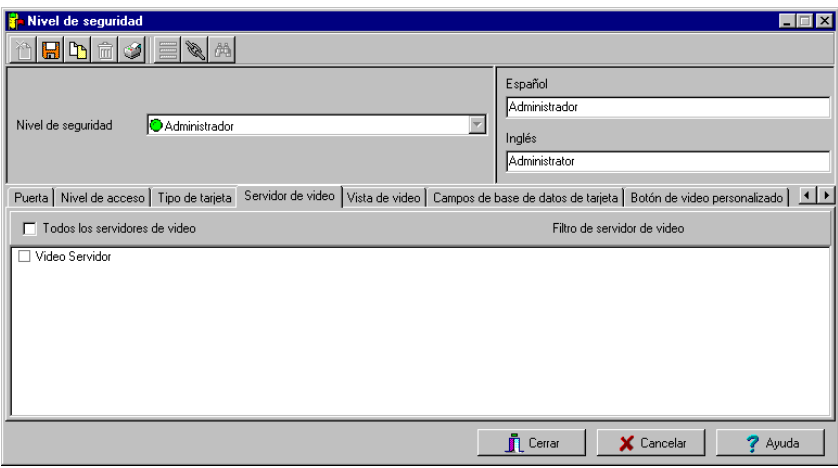 Nivel de seguridad
Español
Administrador
Nivel de seguridad Administrador
Inglés
Administrator
Puerta Nivel de acceso Tipo de tarjeta Servidor de video Vista de video Campos de base de datos de tarjeta Botón de video personalizado
Todos los servidores de video Filtro de servidor de video
Video Servidor
Cerrar Cancelar Ayuda